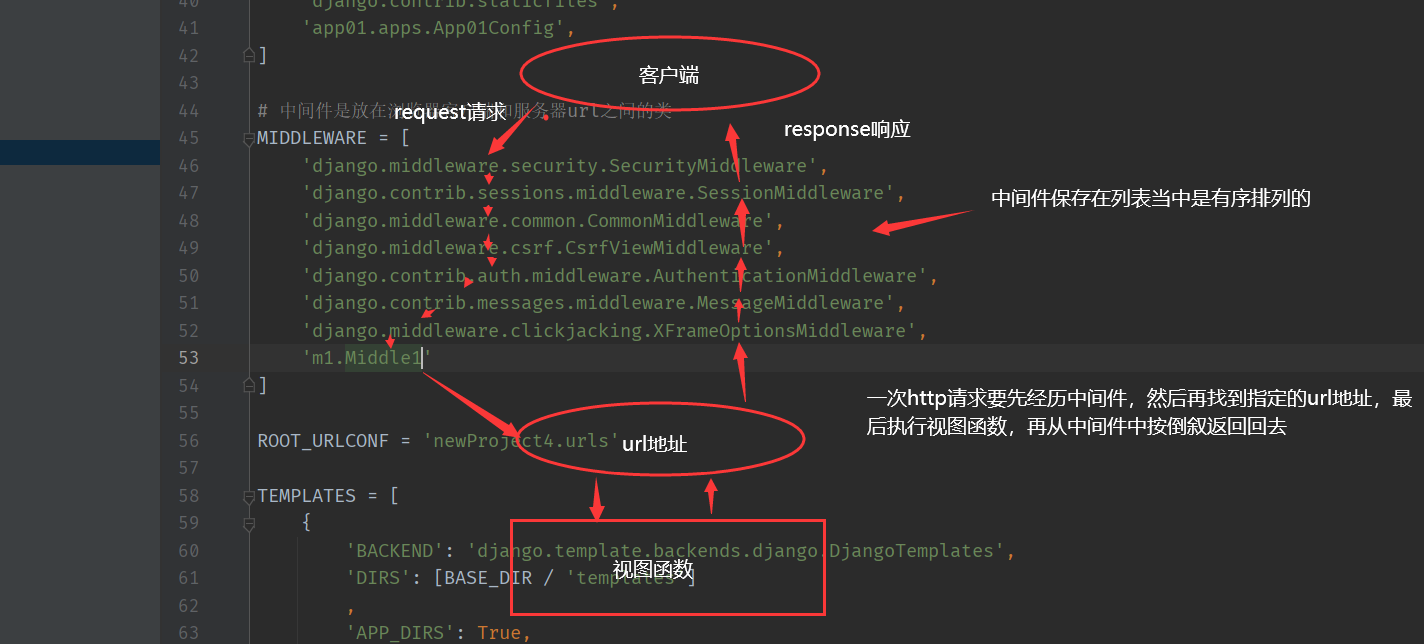 40 'django.contrib.staticfiles',
41 'app01.apps.App01Config',
42 ]
客户端
43
44 # 中间件是放在浏览器 和服务器url之间的类
request请求
response响应
45 MIDDLEWARE = [
46 'django.middleware.security.SecurityMiddleware',
47 'django.contrib.sessions.middleware.SessionMiddleware',
中间件保存在列表当中是有序排列的
48 'django.middleware.common.CommonMiddleware',
49 'django.middleware.csrf.CsrfViewMiddleware',
50 'django.contrib.auth.middleware.AuthenticationMiddleware',
51 'django.contrib.messages.middleware.MessageMiddleware',
52 'django.middleware.clickjacking.XFrameOptionsMiddleware',
53 'm1.Middle1'
54 ]
一次http请求要先经历中间件，然后再找到指定的url地址，最
后执行视图函数，再从中间件中按倒叙返回回去
55
56 ROOT_URLCONF = 'newProject4.urls'
url地址
57
58 TEMPLATES = [
59 {
60 'BACKEND': 'django.template.backends.django.DjangoTemplates',
61 'DIRS': [BASE_DIR / 'templates']
视图函数
62 ,
63 'APP_DIRS': True,